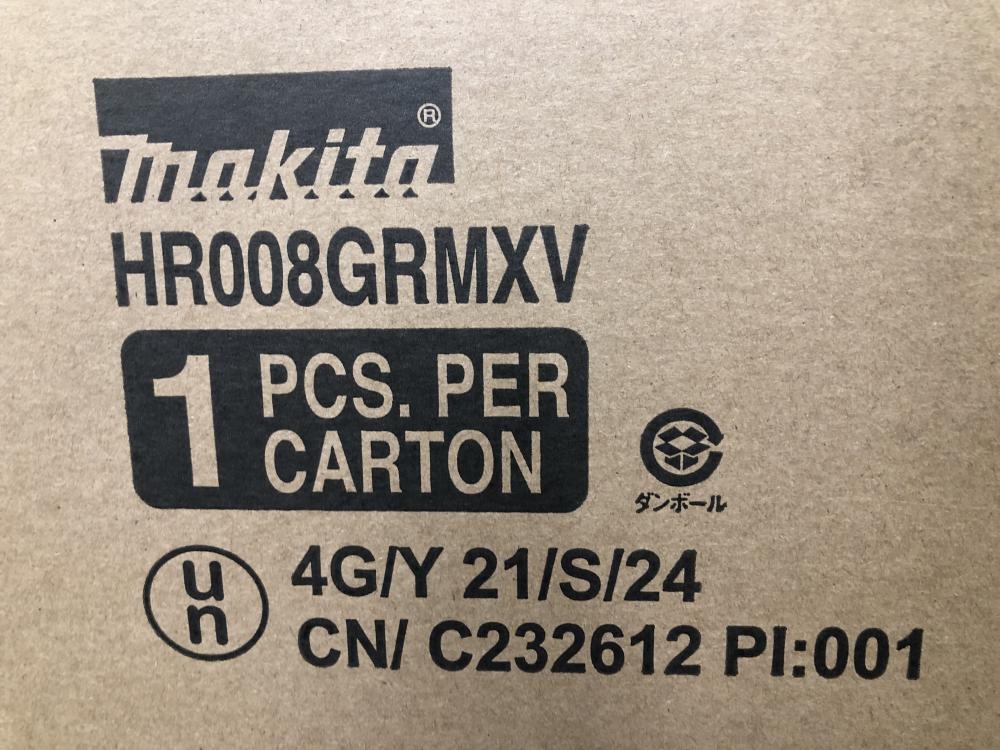 makita®
HR008GRMXV
1 PCS. PER
CARTON
ダンボール
un
4G/Y 21/S/24
CN/ C232612 PI:001